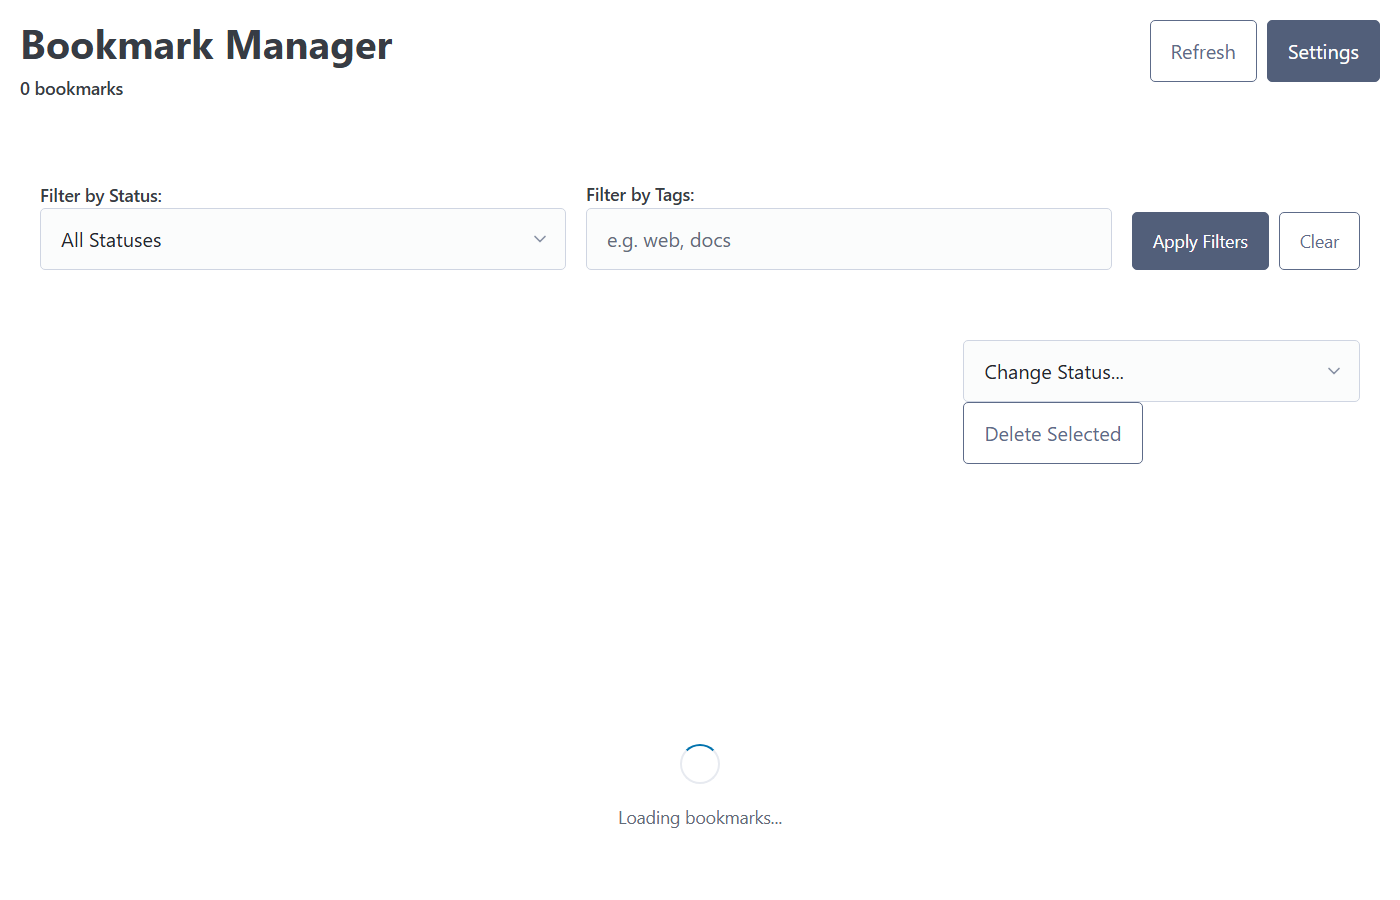 Bookmark Manager
0 bookmarks
Refresh
Settings
Filter by Status:
All Statuses
Filter by Tags:
e.g. web, docs
Apply Filters
Clear
Change Status...
Delete Selected
Loading bookmarks...